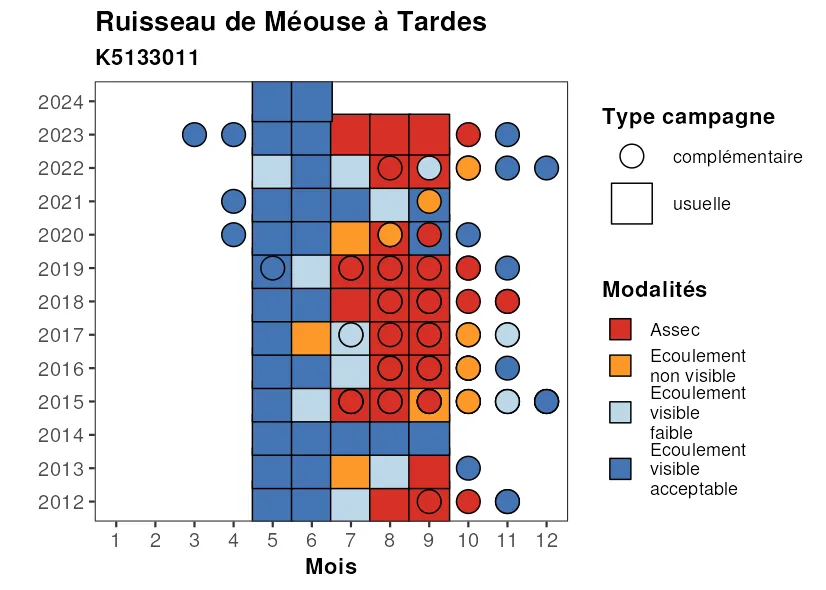 Ruisseau de Méouse à Tardes
K5133011
2024
2023
2022
2021
2020
2019
2018
2017
2016
2015
2014
2013
2012
1 2 3 4 5 6 7 8 9 10 11 12
Mois
Type campagne
complémentaire
usuelle
Modalités
Assec
Ecoulement
non visible
Ecoulement
visible
faible
Ecoulement
visible
acceptable